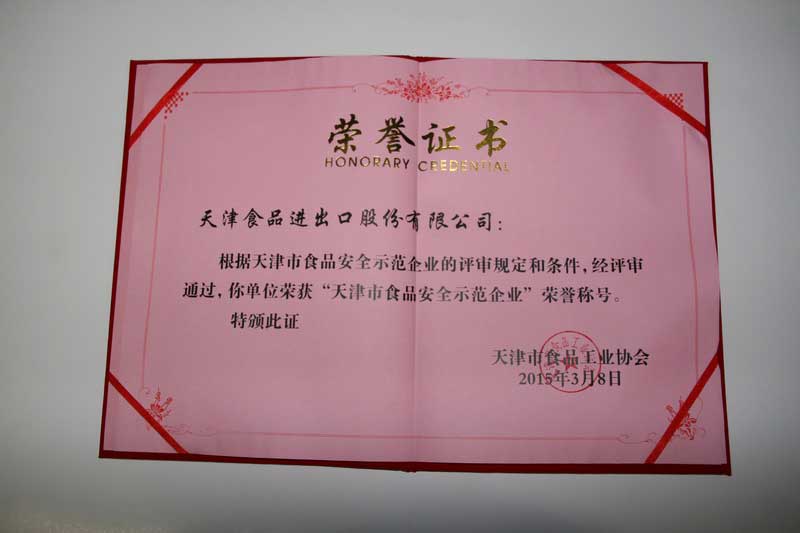 荣誉证书
HONORARY CREDENTIAL
天津食品进出口股份有限公司：
根据天津市食品安全示范企业的评审规定和条件，经评审
通过，你单位荣获“天津市食品安全示范企业”荣誉称号。
特颁此证
天津市食品工业协会
2015年3月8日